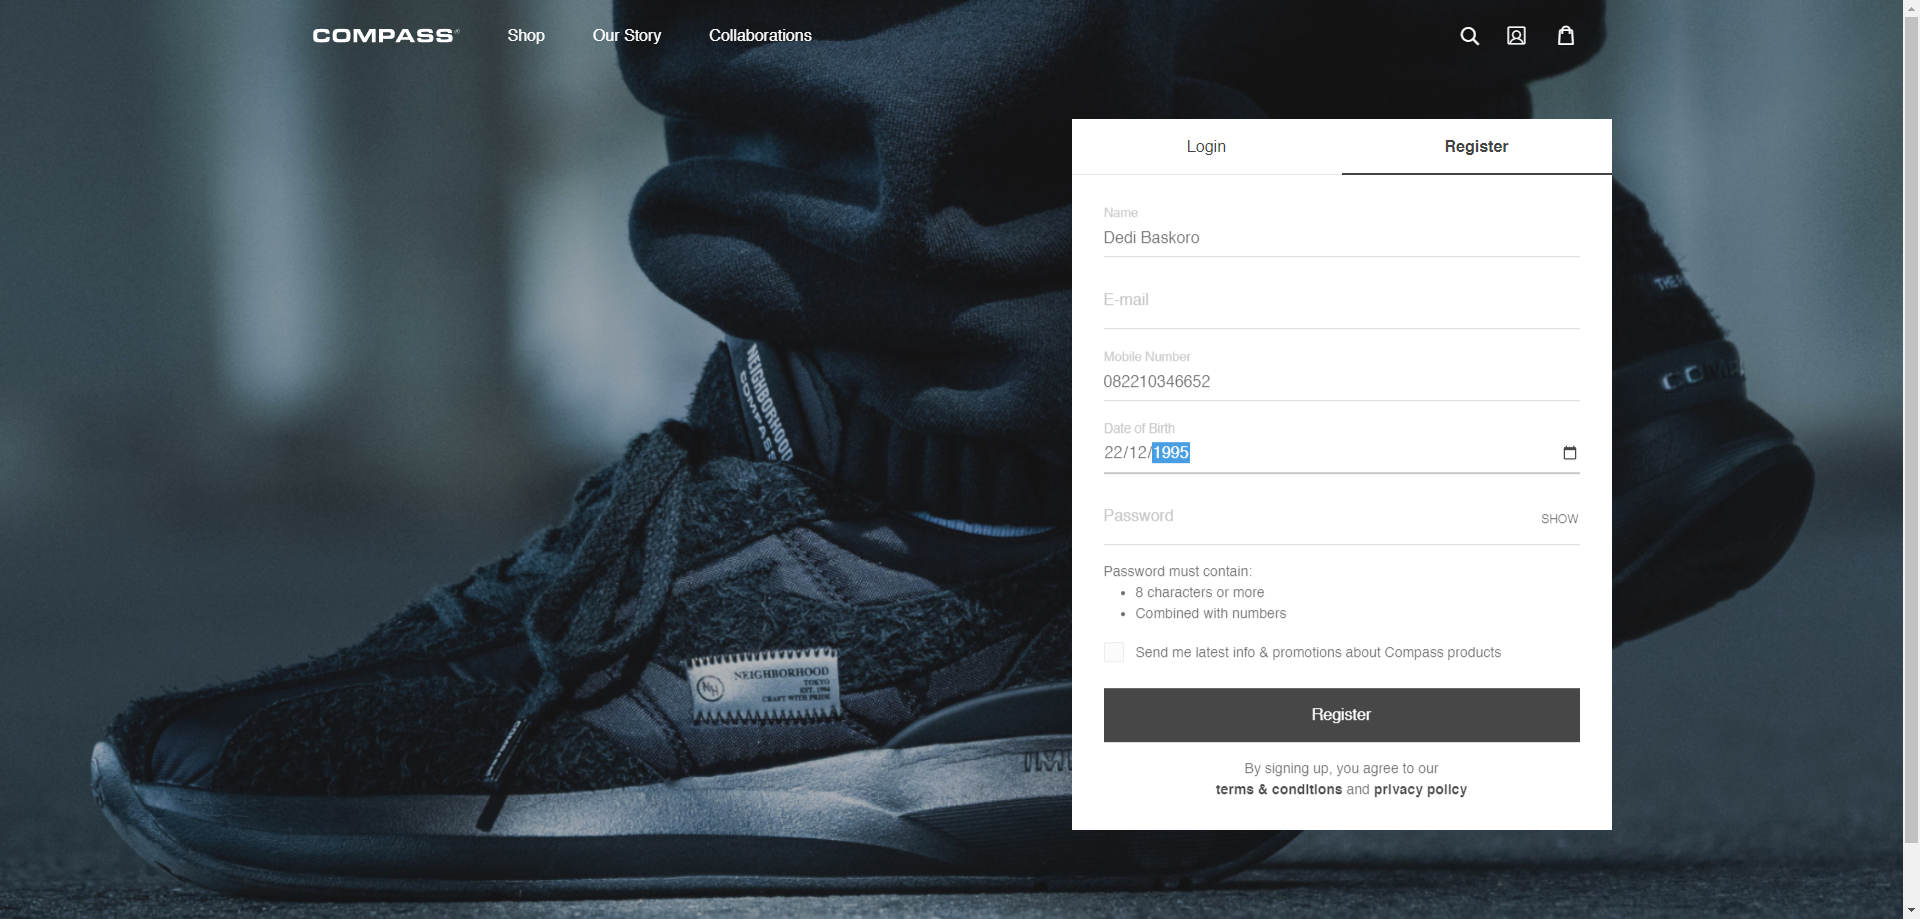 COMPASS
Shop
Our Story
Collaborations
Login
Register
Name
Dedi Baskoro
E-mail
Mobile Number
082210346652
Date of Birth
22/12/1995
Password
SHOW
Password must contain:
8 characters or more
Combined with numbers
Send me latest info & promotions about Compass products
Register
By signing up, you agree to our
terms & conditions and privacy policy
NEIGHBORHOOD
COMPASS
NH
NEIGHBORHOOD
TOKYO
EST. 1994
CRAFT WITH PRIDE